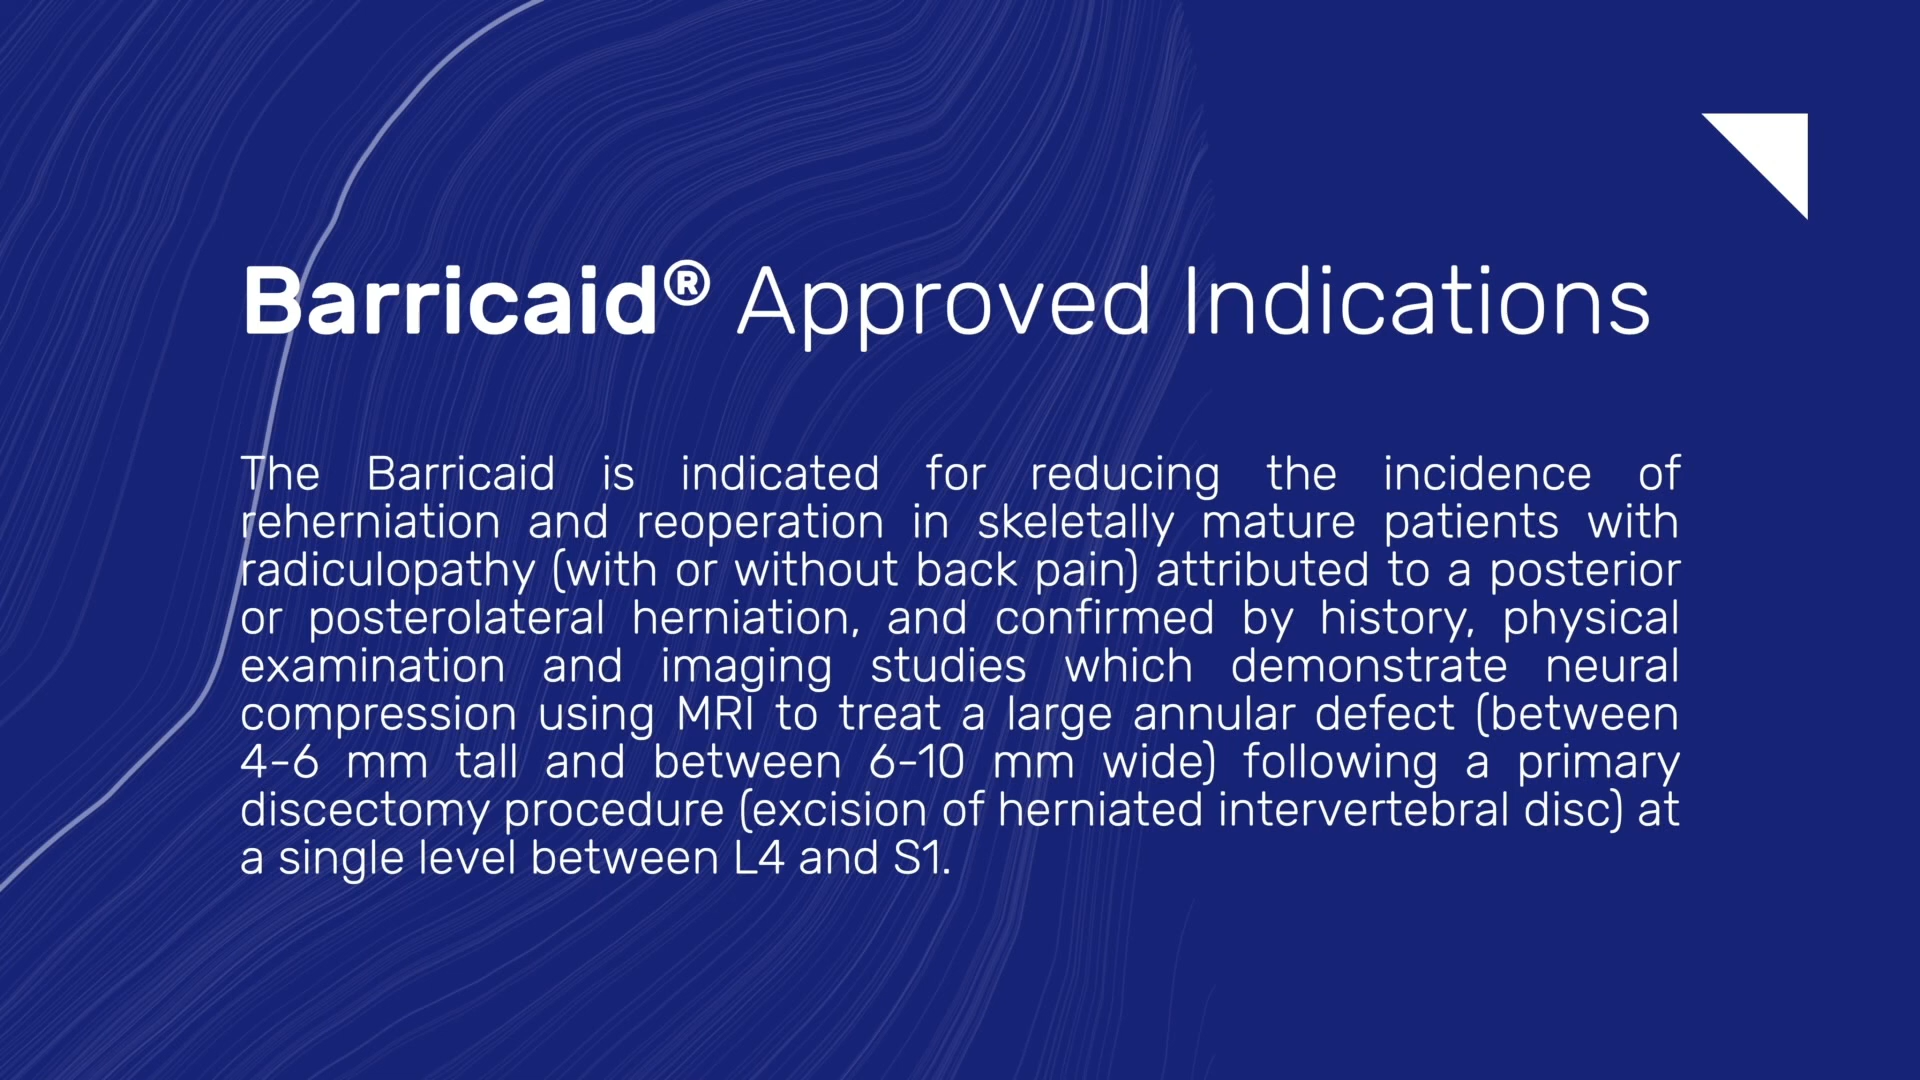 Barricaid® Approved Indications
The Barricaid is indicated for reducing the incidence of
reherniation and reoperation in skeletally mature patients with
radiculopathy (with or without back pain) attributed to a posterior
or posterolateral herniation, and confirmed by history, physical
examination and imaging studies which demonstrate neural
compression using MRI to treat a large annular defect (between
4-6 mm tall and between 6-10 mm wide) following a primary
discectomy procedure (excision of herniated intervertebral disc) at
a single level between L4 and S1.